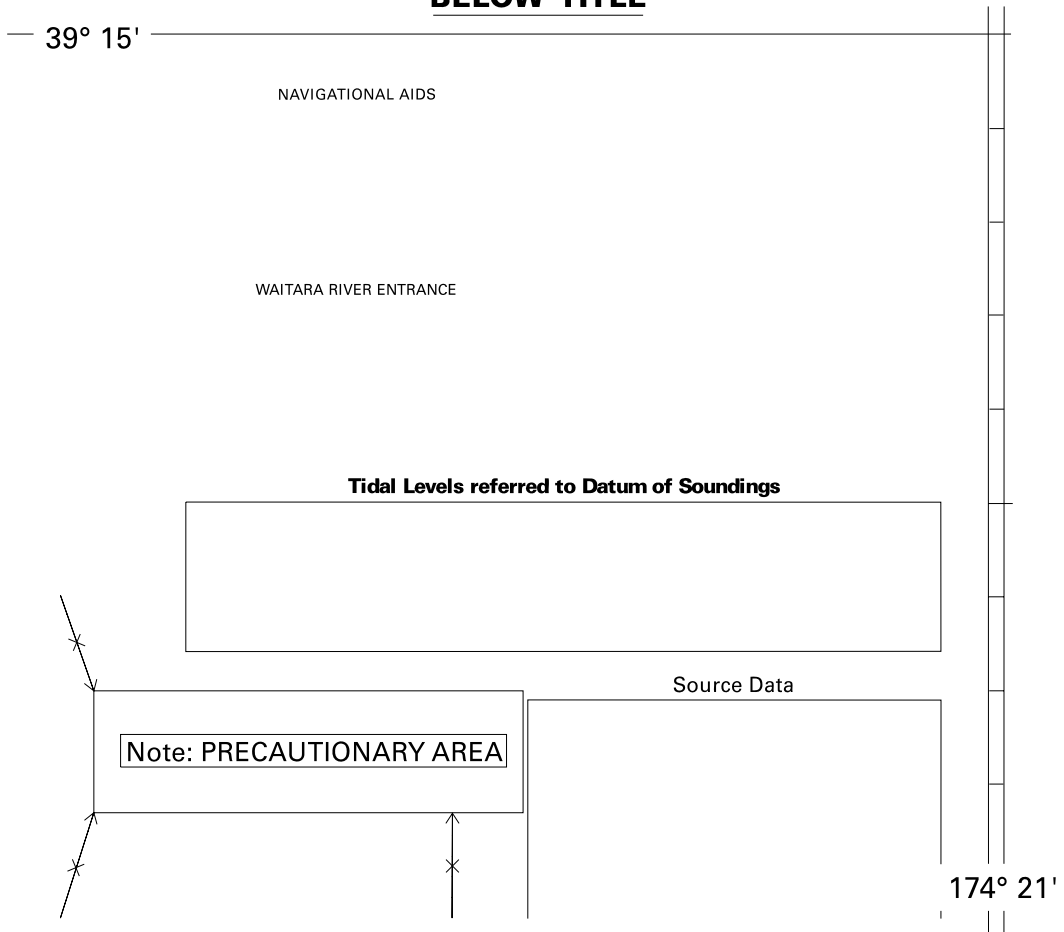 BELOW TITLE
39° 15'
NAVIGATIONAL AIDS
WAITARA RIVER ENTRANCE
Tidal Levels referred to Datum of Soundings
Source Data
Note: PRECAUTIONARY AREA
174° 21'